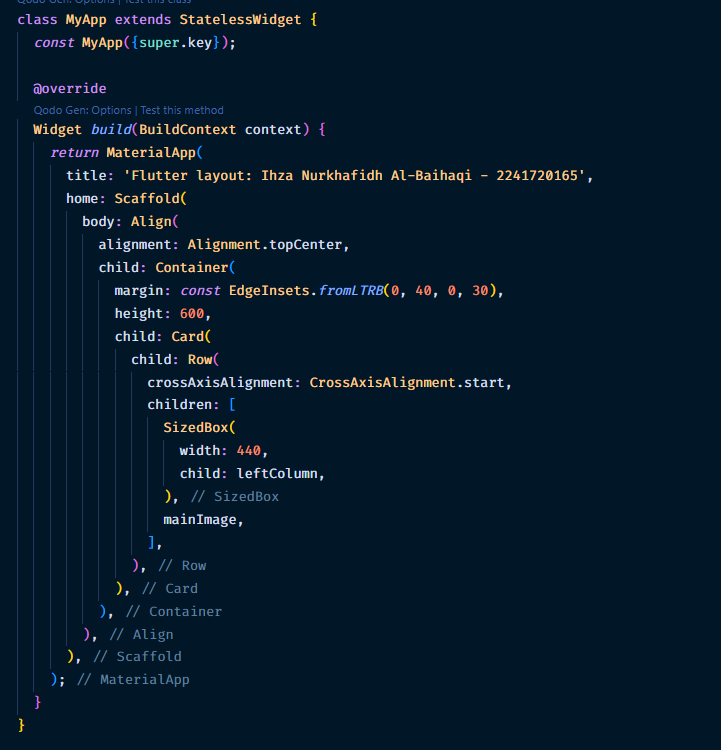 Qodo Gen: Options | Test this class
class MyApp extends StatelessWidget {
  const MyApp({super.key});

  @override
  Qodo Gen: Options | Test this method
  Widget build(BuildContext context) {
    return MaterialApp(
      title: 'Flutter layout: Ihza Nurkhafidh Al-Baihaqi - 2241720165',
      home: Scaffold(
        body: Align(
          alignment: Alignment.topCenter,
          child: Container(
            margin: const EdgeInsets.fromLTRB(0, 40, 0, 30),
            height: 600,
            child: Card(
              child: Row(
                crossAxisAlignment: CrossAxisAlignment.start,
                children: [
                  SizedBox(
                    width: 440,
                    child: leftColumn,
                  ), // SizedBox
                  mainImage,
                ],
              ), // Row
            ), // Card
          ), // Container
        ), // Align
      ), // Scaffold
    ); // MaterialApp
  }
}